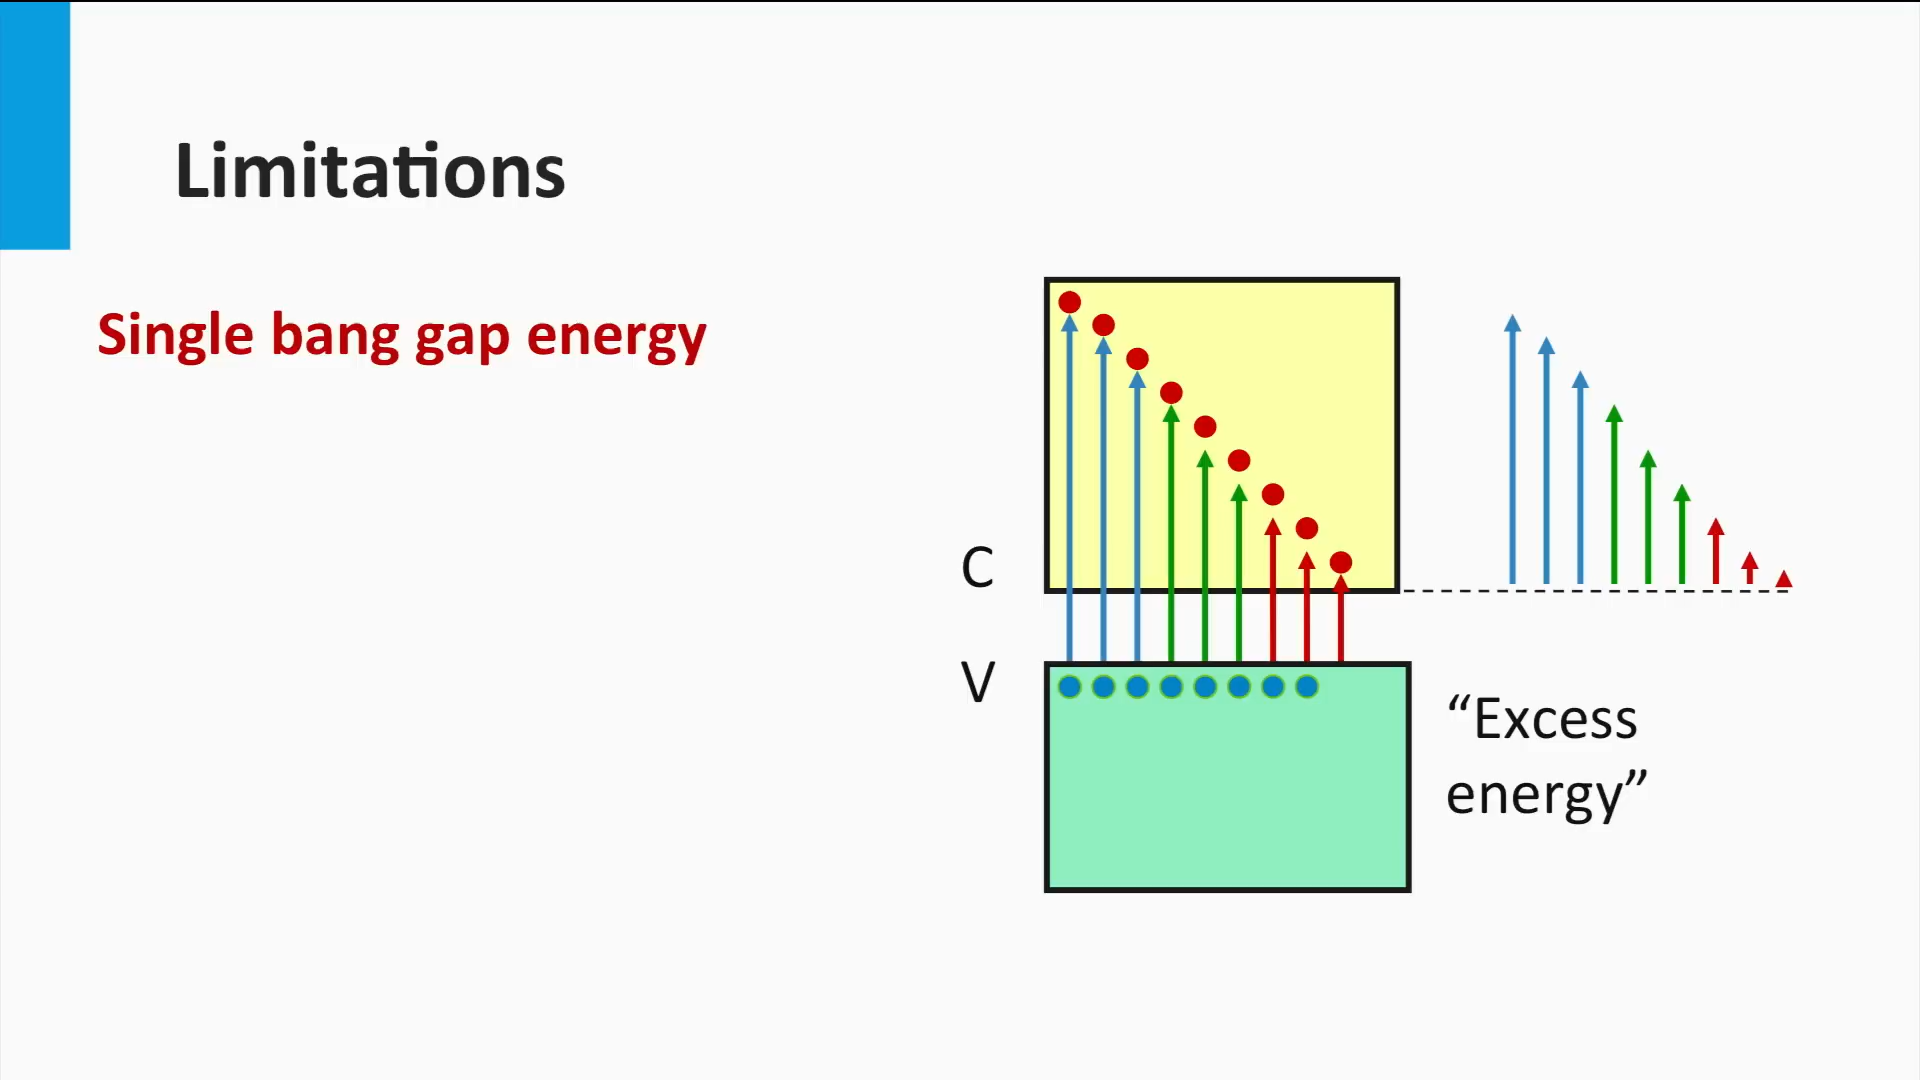 Limitations
Single bang gap energy
C
V
“Excess
energy”